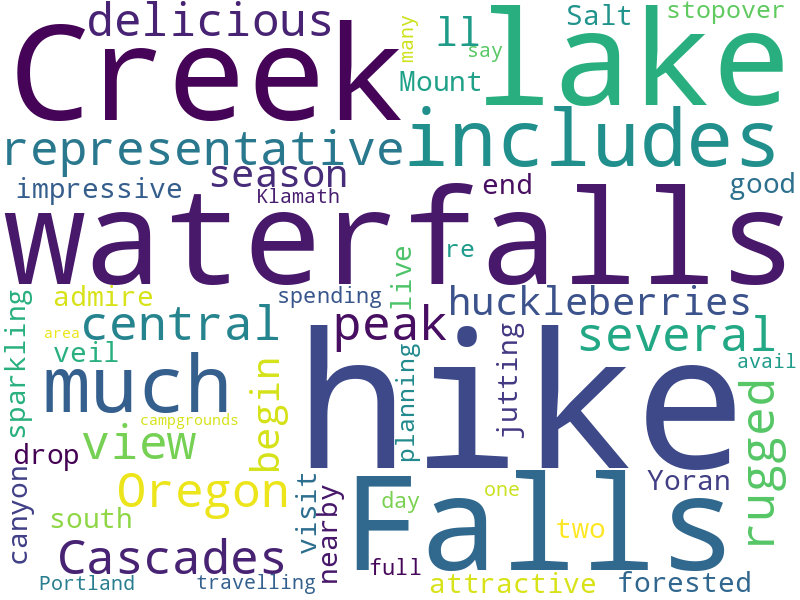 delicious
Creek
many
ll
say
Mount
lake
Salt
stopover
representative
includes
impressive
season
Klamath
end
good
waterfalls
re
live
sparkling
admire
spending
huckleberries
area
central
peak
several
veil
much
begin
hike
planning
jutting
avail
rugged
campgrounds
view
drop
canyon
Oregon
visit
nearby
Falls
day
one
Yoran
two
south
Cascades
full
Portland
travelling
attractive
forested